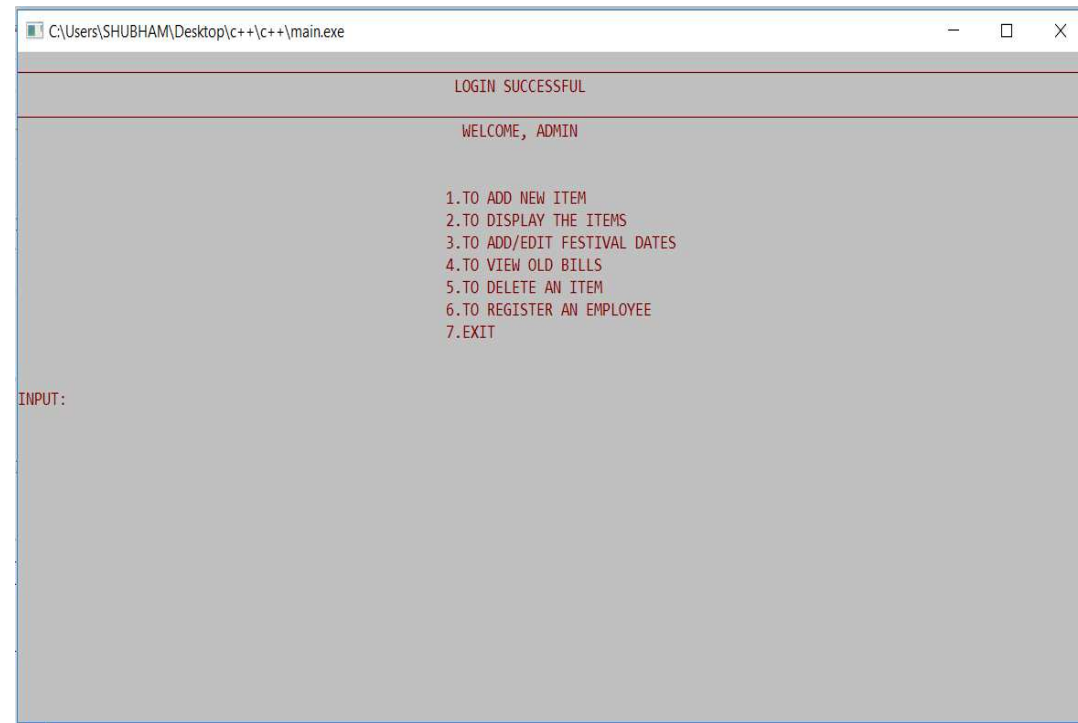 C:\Users\SHUBHAM\Desktop\c++\c++\main.exe
LOGIN SUCCESSFUL
WELCOME, ADMIN
1.TO ADD NEW ITEM
2.TO DISPLAY THE ITEMS
3.TO ADD/EDIT FESTIVAL DATES
4.TO VIEW OLD BILLS
5.TO DELETE AN ITEM
6.TO REGISTER AN EMPLOYEE
7.EXIT
INPUT: